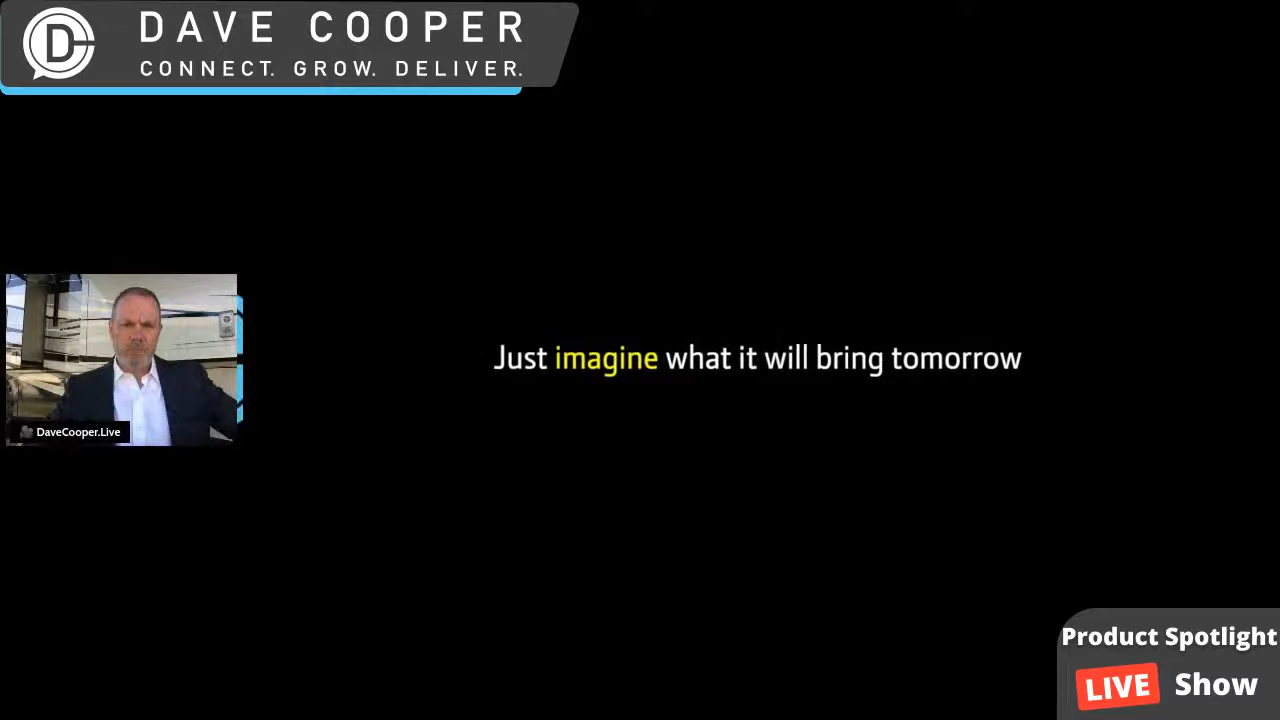 DAVE COOPER
CONNECT. GROW. DELIVER.
Just imagine what it will bring tomorrow
DaveCooper.Live
Product Spotlight
LIVE Show